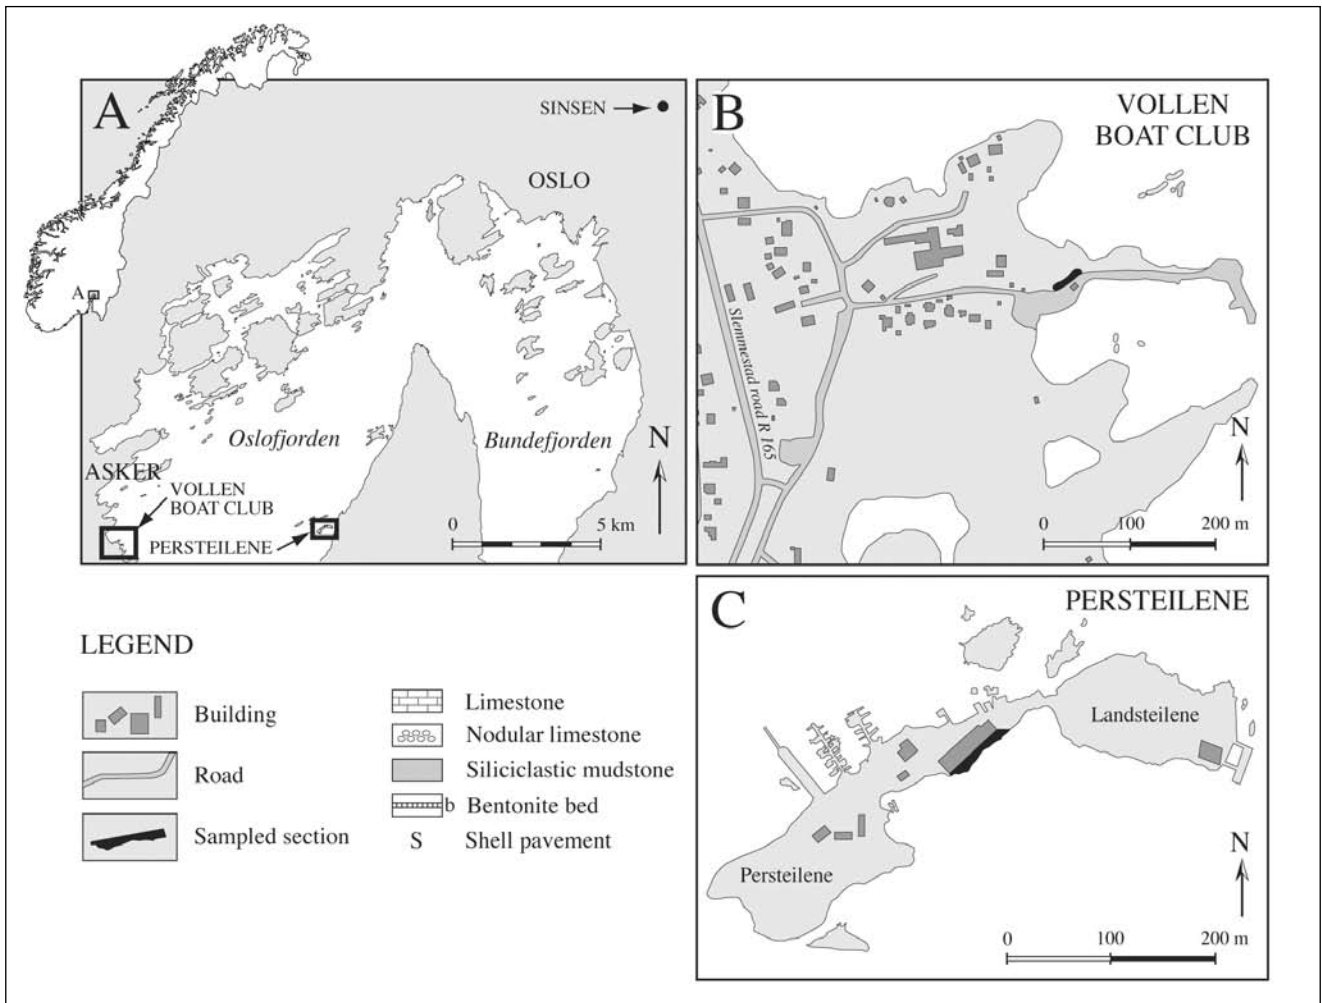 A
SINSEN
OSLO
A
Oslofjorden
Bundefjorden
N
ASKER
VOLLEN
BOAT CLUB
PERSTEILENE
0 5 km
B
VOLLEN
BOAT CLUB
Slemmestad road R 165
N
0 100 200 m
C
PERSTEILENE
Landsteilene
Persteilene
N
0 100 200 m
LEGEND
Building
Road
Sampled section
Limestone
Nodular limestone
Siliciclastic mudstone
b Bentonite bed
S Shell pavement